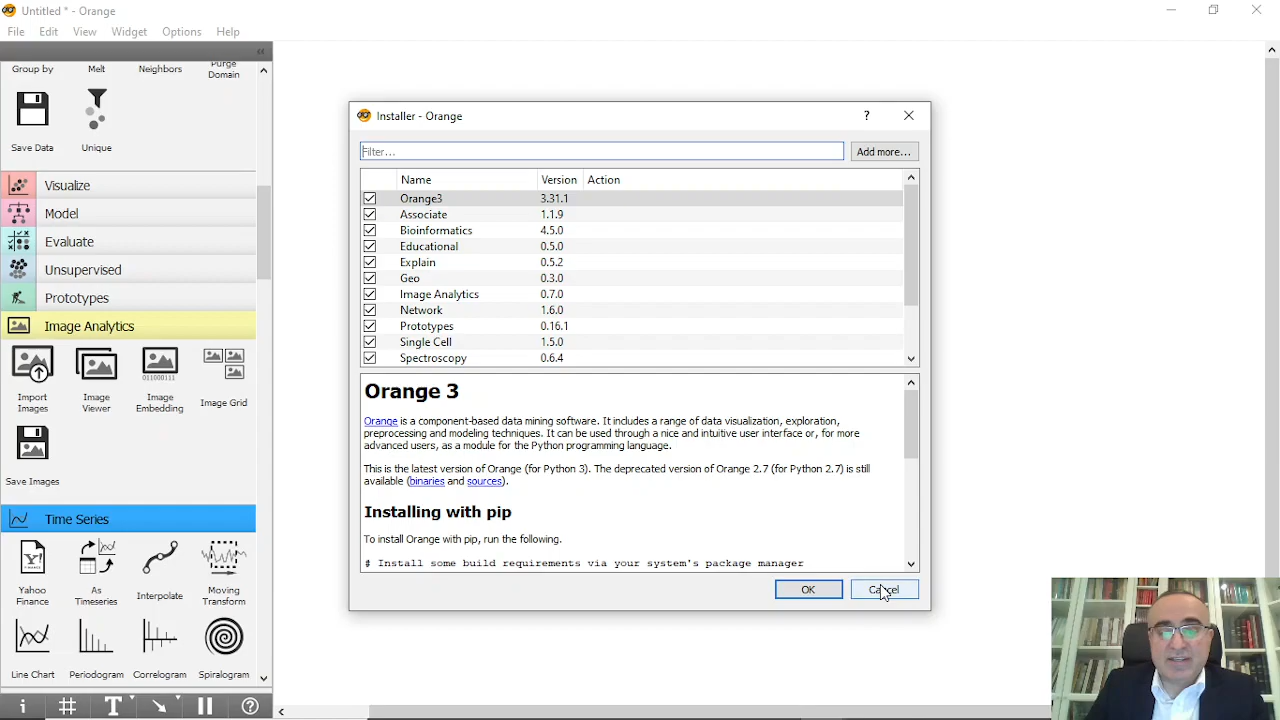 Untitled * - Orange
File Edit View Widget Options Help
Group by Melt Neighbors Purge Domain
Save Data Unique
Visualize
Model
Evaluate
Unsupervised
Prototypes
Image Analytics
Import Images Image Viewer Image Embedding Image Grid
Save Images
Time Series
Yahoo Finance As Timeseries Interpolate Moving Transform
Line Chart Periodogram Correlogram Spiralogram
Installer - Orange
Filter...
Add more...
Name Version Action
Orange3 3.31.1
Associate 1.1.9
Bioinformatics 4.5.0
Educational 0.5.0
Explain 0.5.2
Geo 0.3.0
Image Analytics 0.7.0
Network 1.6.0
Prototypes 0.16.1
Single Cell 1.5.0
Spectroscopy 0.6.4
Orange 3
Orange is a component-based data mining software. It includes a range of data visualization, exploration,
preprocessing and modeling techniques. It can be used through a nice and intuitive user interface or, for more
advanced users, as a module for the Python programming language.
This is the latest version of Orange (for Python 3). The deprecated version of Orange 2.7 (for Python 2.7) is still
available (binaries and sources).
Installing with pip
To install Orange with pip, run the following.
# Install some build requirements via your system's package manager
OK Cancel